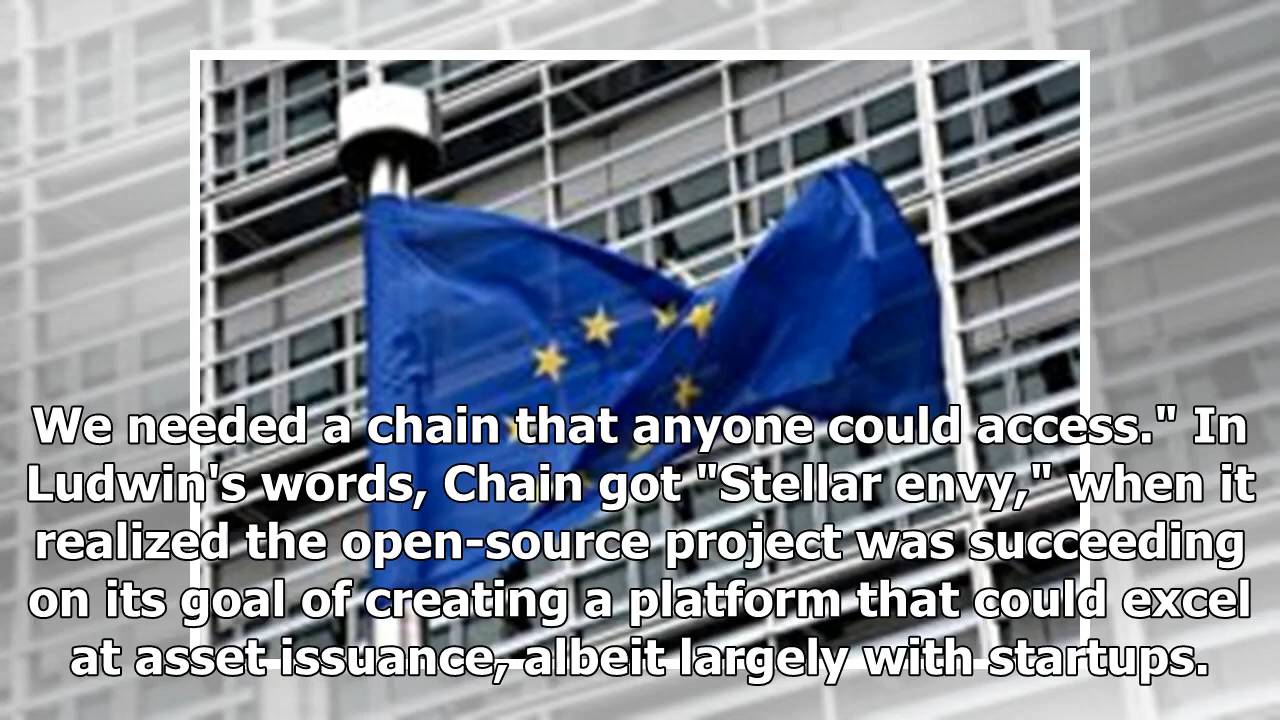 We needed a chain that anyone could access." In
Ludwin's words, Chain got "Stellar envy," when it
realized the open-source project was succeeding
on its goal of creating a platform that could excel
at asset issuance, albeit largely with startups.